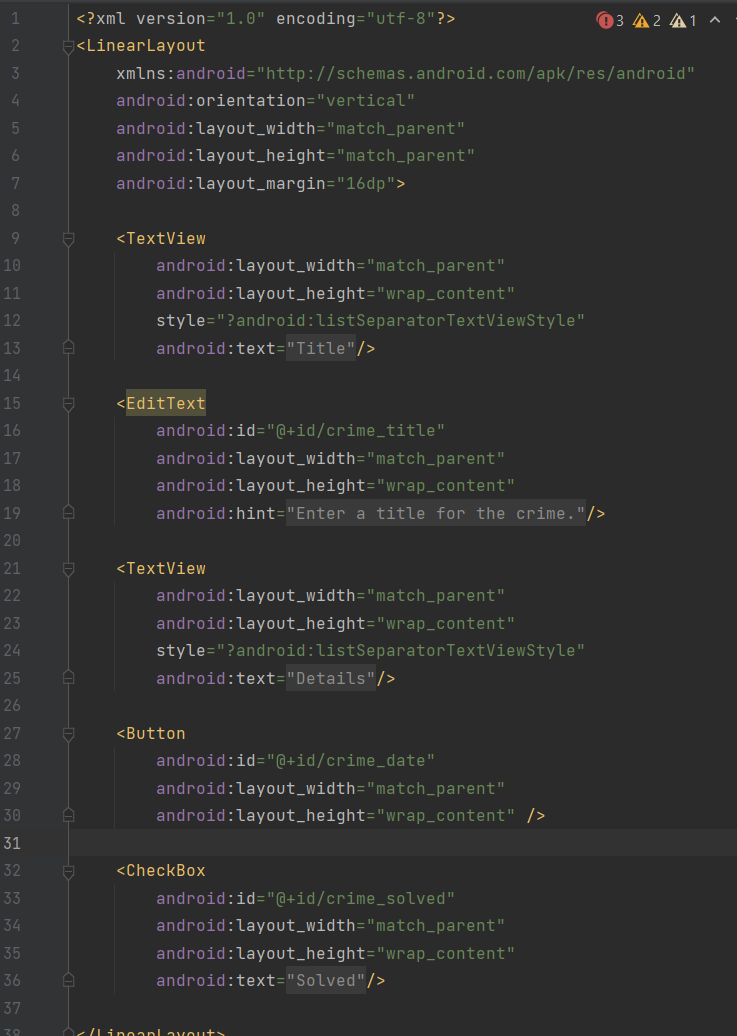 1 <?xml version="1.0" encoding="utf-8"?> 3 2 1
2 <LinearLayout
3 xmlns:android="http://schemas.android.com/apk/res/android"
4 android:orientation="vertical"
5 android:layout_width="match_parent"
6 android:layout_height="match_parent"
7 android:layout_margin="16dp">
8
9 <TextView
10 android:layout_width="match_parent"
11 android:layout_height="wrap_content"
12 style="?android:listSeparatorTextViewStyle"
13 android:text="Title"/>
14
15 <EditText
16 android:id="@+id/crime_title"
17 android:layout_width="match_parent"
18 android:layout_height="wrap_content"
19 android:hint="Enter a title for the crime."/>
20
21 <TextView
22 android:layout_width="match_parent"
23 android:layout_height="wrap_content"
24 style="?android:listSeparatorTextViewStyle"
25 android:text="Details"/>
26
27 <Button
28 android:id="@+id/crime_date"
29 android:layout_width="match_parent"
30 android:layout_height="wrap_content" />
31
32 <CheckBox
33 android:id="@+id/crime_solved"
34 android:layout_width="match_parent"
35 android:layout_height="wrap_content"
36 android:text="Solved"/>
37
38 </LinearLayout>